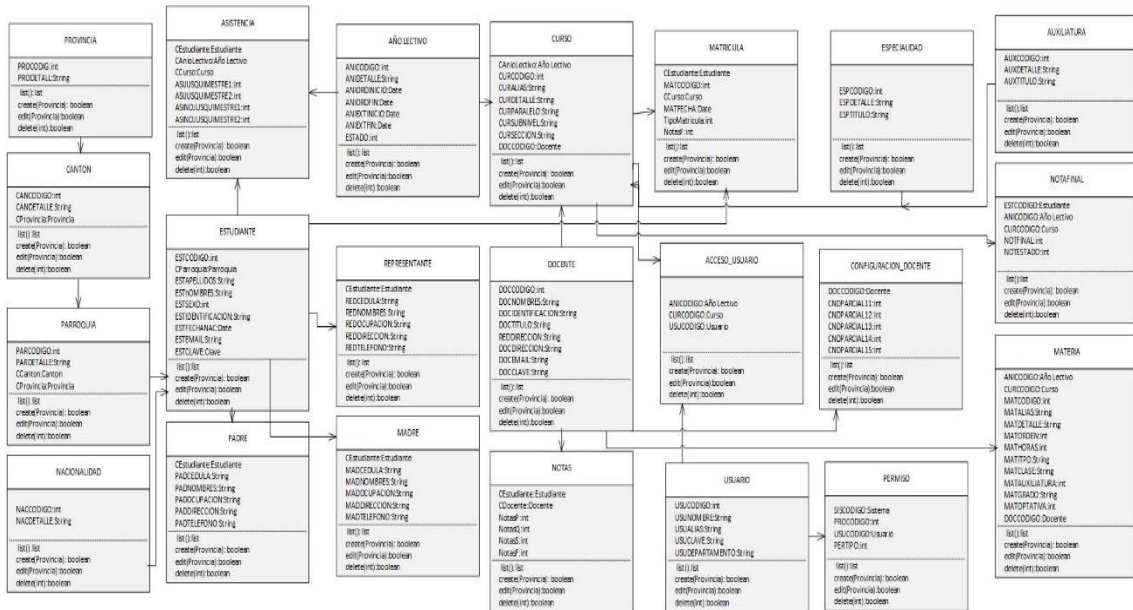 PROVINCIA
PROCODIG:int
PRODETALL:String
list():list
create(Provincia): boolean
edit(Provincia):boolean
delete(int):boolean
CANTON
CANCODIGO:int
CANDETALLE:String
CProvincia:Provincia
list():list
create(Provincia): boolean
edit(Provincia):boolean
delete(int):boolean
PARROQUIA
PARCODIGO:int
PARDETALLE:String
CCanton:Canton
CProvincia:Provincia
list():list
create(Provincia): boolean
edit(Provincia):boolean
delete(int):boolean
NACIONALIDAD
NACCODIGO:int
NACDETALLE:String
list():list
create(Provincia): boolean
edit(Provincia):boolean
delete(int):boolean
ASISTENCIA
CEstudiante:Estudiante
CAnioLectivo:Año Lectivo
CCurso:Curso
ASIJUSQUIMESTRE1:int
ASIJUSQUIMESTRE2:int
ASINOJUSQUIMESTRE1:int
ASINOJUSQUIMESTRE2:int
list():list
create(Provincia): boolean
edit(Provincia):boolean
delete(int):boolean
ESTUDIANTE
ESTCODIGO:int
CParroquia:Parroquia
ESTAPELLIDOS:String
ESTnOMBRES:String
ESTSEXO:int
ESTIDENTIFICACION:String
ESTFECHANAC:Date
ESTEMAIL:String
ESTCLAVE:Clave
list():list
create(Provincia): boolean
edit(Provincia):boolean
delete(int):boolean
PADRE
CEstudiante:Estudiante
PADCEDULA:String
PADNOMBRES:String
PADOCUPACION:String
PADDIRECCION:String
PADTELEFONO:String
list():list
create(Provincia): boolean
edit(Provincia):boolean
delete(int):boolean
AÑO LECTIVO
ANICODIGO:int
ANIDETALLE:String
ANIORDINICIO:Date
ANIORDFIN:Date
ANIEXTINICIO:Date
ANIEXTFIN:Date
ESTADO:int
list():list
create(Provincia): boolean
edit(Provincia):boolean
delete(int):boolean
REPRESENTANTE
CEstudiante:Estudiante
REDCEDULA:String
REDNOMBRES:String
REDOCUPACION:String
REDDIRECCION:String
REDTELEFONO:String
list():list
create(Provincia): boolean
edit(Provincia):boolean
delete(int):boolean
MADRE
CEstudiante:Estudiante
MADCEDULA:String
MADNOMBRES:String
MADOCUPACION:String
MADDIRECCION:String
MADTELEFONO:String
list():list
create(Provincia): boolean
edit(Provincia):boolean
delete(int):boolean
CURSO
CAnioLectivo:Año Lectivo
CURCODIGO:int
CURALIAS:String
CURDETALLE:String
CURPARALELO:String
CURSUBNIVEL:String
CURSECCION:String
DOCCODIGO:Docente
list():list
create(Provincia): boolean
edit(Provincia):boolean
delete(int):boolean
DOCENTE
DOCCODIGO:int
DOCNOMBRES:String
DOCIDENTIFICACION:String
DOCTITULO:String
REDDIRECCION:String
DOCDIRECCION:String
DOCEMAIL:String
DOCCLAVE:String
list():list
create(Provincia): boolean
edit(Provincia):boolean
delete(int):boolean
NOTAS
CEstudiante:Estudiante
CDocente:Docente
NotasP:int
NotasQ:int
NotasS:int
NotasF:int
list():list
create(Provincia): boolean
edit(Provincia):boolean
delete(int):boolean
MATRICULA
CEstudiante:Estudiante
MATCODIGO:int
CCurso:Curso
MATFECHA:Date
TipoMatricula:int
NotasF:int
list():list
create(Provincia): boolean
edit(Provincia):boolean
delete(int):boolean
ACCESO_USUARIO
ANICODIGO:Año Lectivo
CURCODIGO:Curso
USUCODIGO:Usuario
list():list
create(Provincia): boolean
edit(Provincia):boolean
delete(int):boolean
USUARIO
USUCODIGO:int
USUNOMBRE:String
USUALIAS:String
USUCLAVE:String
USUDEPARTAMENTO:String
list():list
create(Provincia): boolean
edit(Provincia):boolean
delete(int):boolean
ESPECIALIDAD
ESPCODIGO:int
ESPDETALLE:String
ESPTITULO:String
list():list
create(Provincia): boolean
edit(Provincia):boolean
delete(int):boolean
CONFIGURACION_DOCENTE
DOCCODIGO:Docente
CNDPARCIAL11:int
CNDPARCIAL12:int
CNDPARCIAL13:int
CNDPARCIAL14:int
CNDPARCIAL15:int
list():list
create(Provincia): boolean
edit(Provincia):boolean
delete(int):boolean
PERMISO
SISCODIGO:Sistema
PROCODIGO:int
USUCODIGO:Usuario
PERTIPO:int
list():list
create(Provincia): boolean
edit(Provincia):boolean
delete(int):boolean
AUXILIATURA
AUXCODIGO:int
AUXDETALLE:String
AUXTITULO:String
list():list
create(Provincia): boolean
edit(Provincia):boolean
delete(int):boolean
NOTAFINAL
ESTCODIGO:Estudiante
ANICODIGO:Año Lectivo
CURCODIGO:Curso
NOTFINAL:int
NOTESTADO:int
list():list
create(Provincia): boolean
edit(Provincia):boolean
delete(int):boolean
MATERIA
ANICODIGO:Año Lectivo
CURCODIGO:Curso
MATCODIGO:int
MATALIAS:String
MATDETALLE:String
MATORDEN:int
MATHORAS:int
MATITPO:String
MATCLASE:String
MATAUXILIATURA:int
MATGRADO:String
MATOPTATIVA:int
DOCCODIGO:Docente
list():list
create(Provincia): boolean
edit(Provincia):boolean
delete(int):boolean